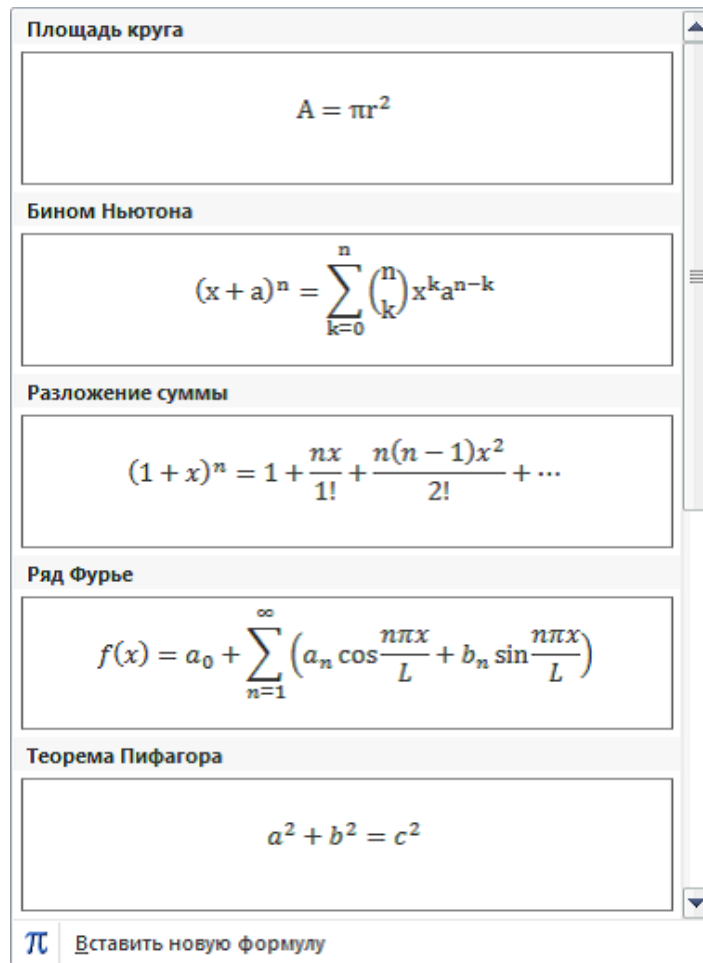 Площадь круга
A = πr²
Бином Ньютона
(x + a)ⁿ = ∑ₖ₌₀ⁿ (n k) xᵏaⁿ⁻ᵏ
Разложение суммы
(1 + x)ⁿ = 1 + nx/1! + n(n − 1)x²/2! + ⋯
Ряд Фурье
f(x) = a₀ + ∑ₙ₌₁^∞ (aₙ cos nπx/L + bₙ sin nπx/L)
Теорема Пифагора
a² + b² = c²
π Вставить новую формулу